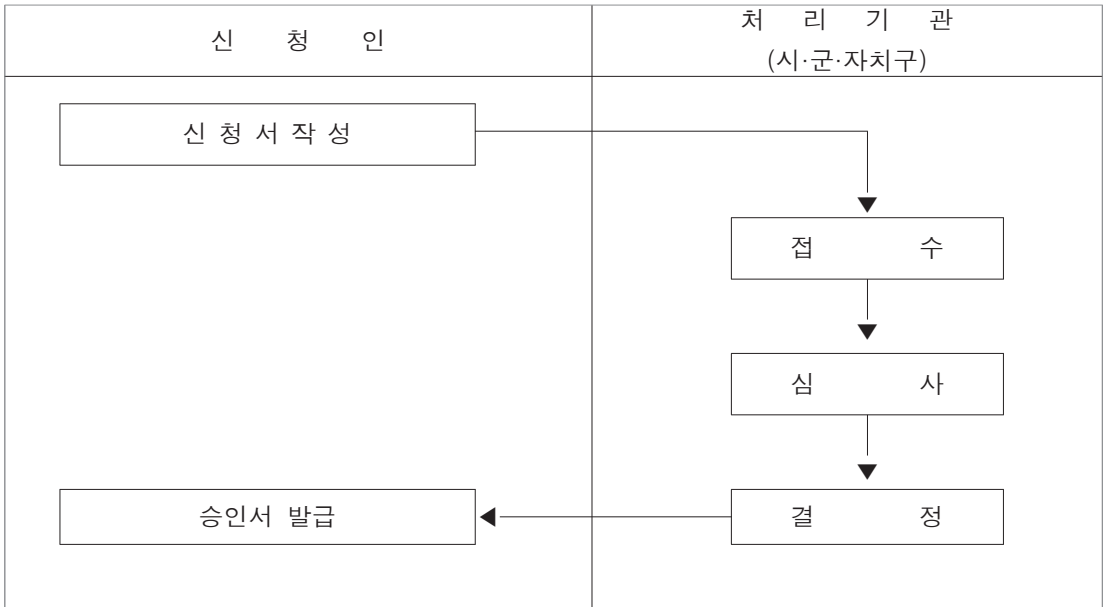 신 청 인
처 리 기 관
(시·군·자치구)
신 청 서 작 성
접 수
심 사
승인서 발급
결 정